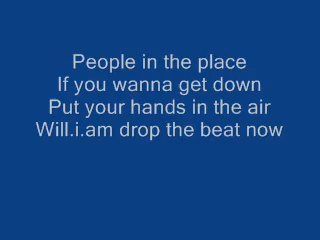 People in the place
If you wanna get down
Put your hands in the air
Will.i.am drop the beat now